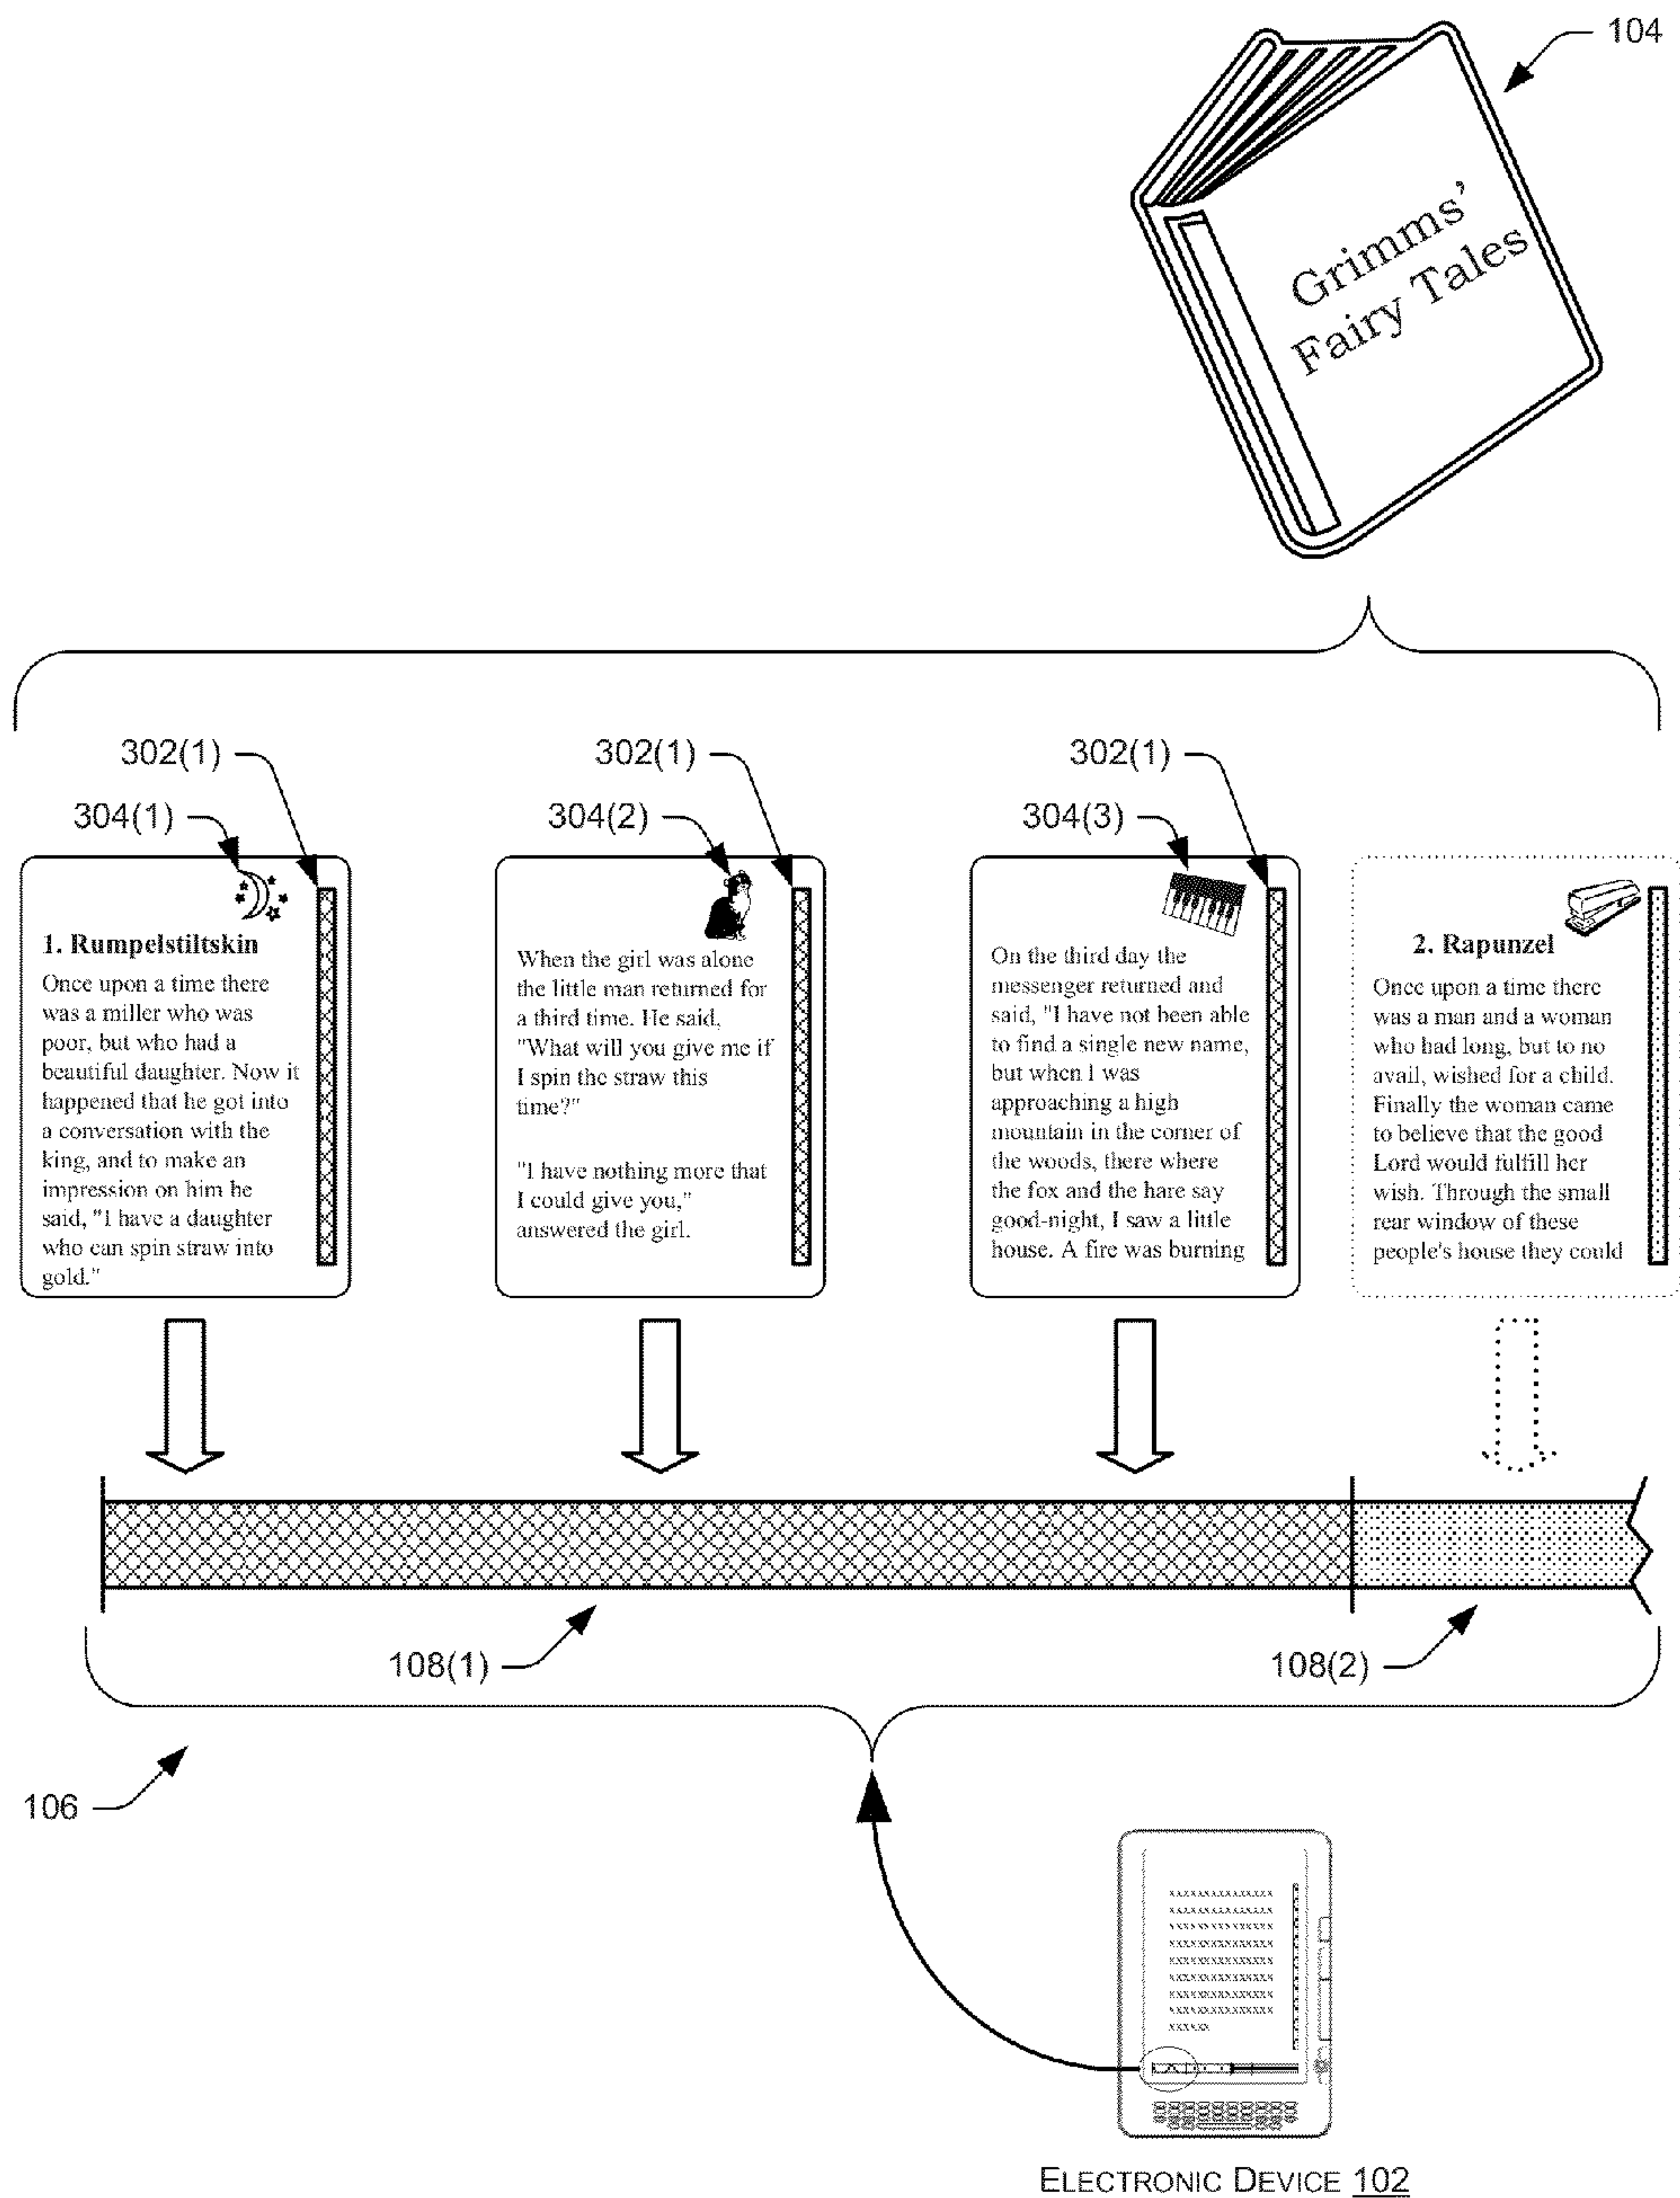 104
Grimms'
Fairy Tales
302(1)
304(1)
302(1)
304(2)
302(1)
304(3)
1. Rumpelstiltskin
Once upon a time there
was a miller who was
poor, but who had a
beautiful daughter. Now it
happened that he got into
a conversation with the
king, and to make an
impression on him he
said, "I have a daughter
who can spin straw into
gold."
When the girl was alone
the little man returned for
a third time. He said,
"What will you give me if
I spin the straw this
time?"
"I have nothing more that
I could give you,"
answered the girl.
On the third day the
messenger returned and
said, "I have not been able
to find a single new name,
but when I was
approaching a high
mountain in the corner of
the woods, there where
the fox and the hare say
good-night, I saw a little
house. A fire was burning
2. Rapunzel
Once upon a time there
was a man and a woman
who had long, but to no
avail, wished for a child.
Finally the woman came
to believe that the good
Lord would fulfill her
wish. Through the small
rear window of these
people's house they could
108(1)
108(2)
106
ELECTRONIC DEVICE 102